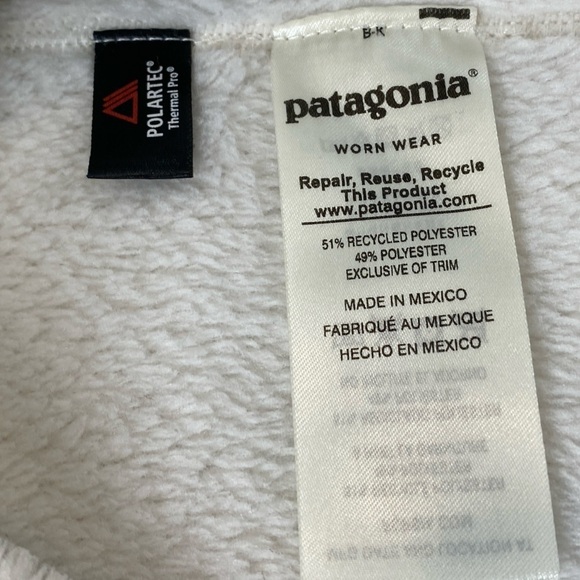 POLARTEC®
Thermal Pro®
B-K
patagonia®
WORN WEAR
Repair, Reuse, Recycle
This Product
www.patagonia.com
51% RECYCLED POLYESTER
49% POLYESTER
EXCLUSIVE OF TRIM
MADE IN MEXICO
FABRIQUÉ AU MEXIQUE
HECHO EN MEXICO